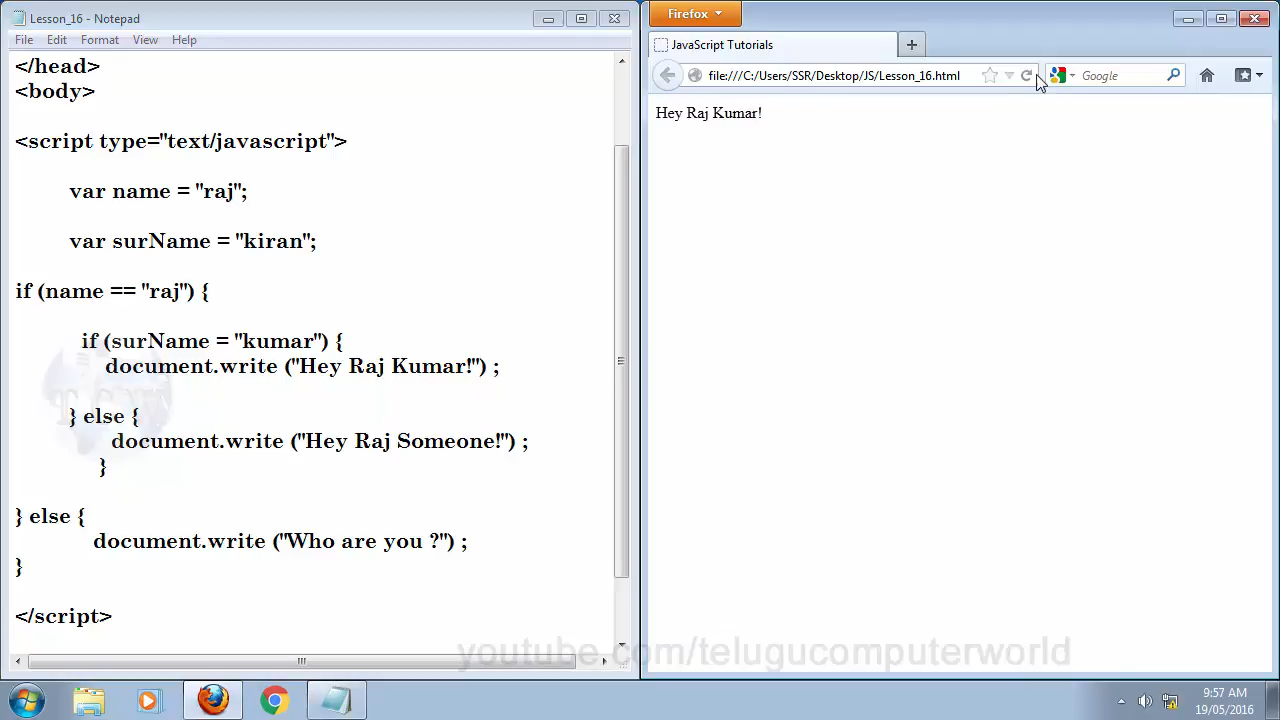 Lesson_16 - Notepad
File Edit Format View Help
</head>
<body>
<script type="text/javascript">
var name = "raj";
var surName = "kiran";
if (name == "raj") {
if (surName = "kumar") {
document.write ("Hey Raj Kumar!") ;
} else {
document.write ("Hey Raj Someone!") ;
}
} else {
document.write ("Who are you ?") ;
}
</script>
Firefox
JavaScript Tutorials
file:///C:/Users/SSR/Desktop/JS/Lesson_16.html
Google
Hey Raj Kumar!
youtube.com/telugucomputerworld
9:57 AM
19/05/2016